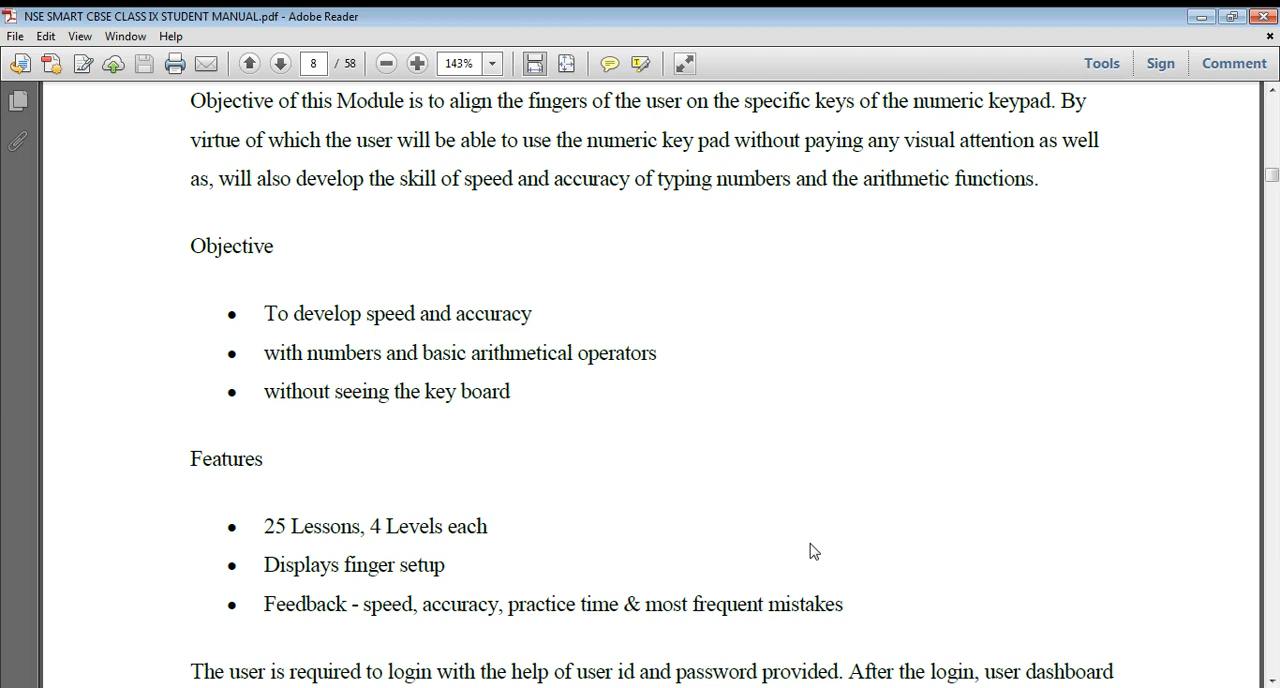 NSE SMART CBSE CLASS IX STUDENT MANUAL.pdf - Adobe Reader
File Edit View Window Help
8 / 58 143% Tools Sign Comment
Objective of this Module is to align the fingers of the user on the specific keys of the numeric keypad. By
virtue of which the user will be able to use the numeric key pad without paying any visual attention as well
as, will also develop the skill of speed and accuracy of typing numbers and the arithmetic functions.
Objective
• To develop speed and accuracy
• with numbers and basic arithmetical operators
• without seeing the key board
Features
• 25 Lessons, 4 Levels each
• Displays finger setup
• Feedback - speed, accuracy, practice time & most frequent mistakes
The user is required to login with the help of user id and password provided. After the login, user dashboard